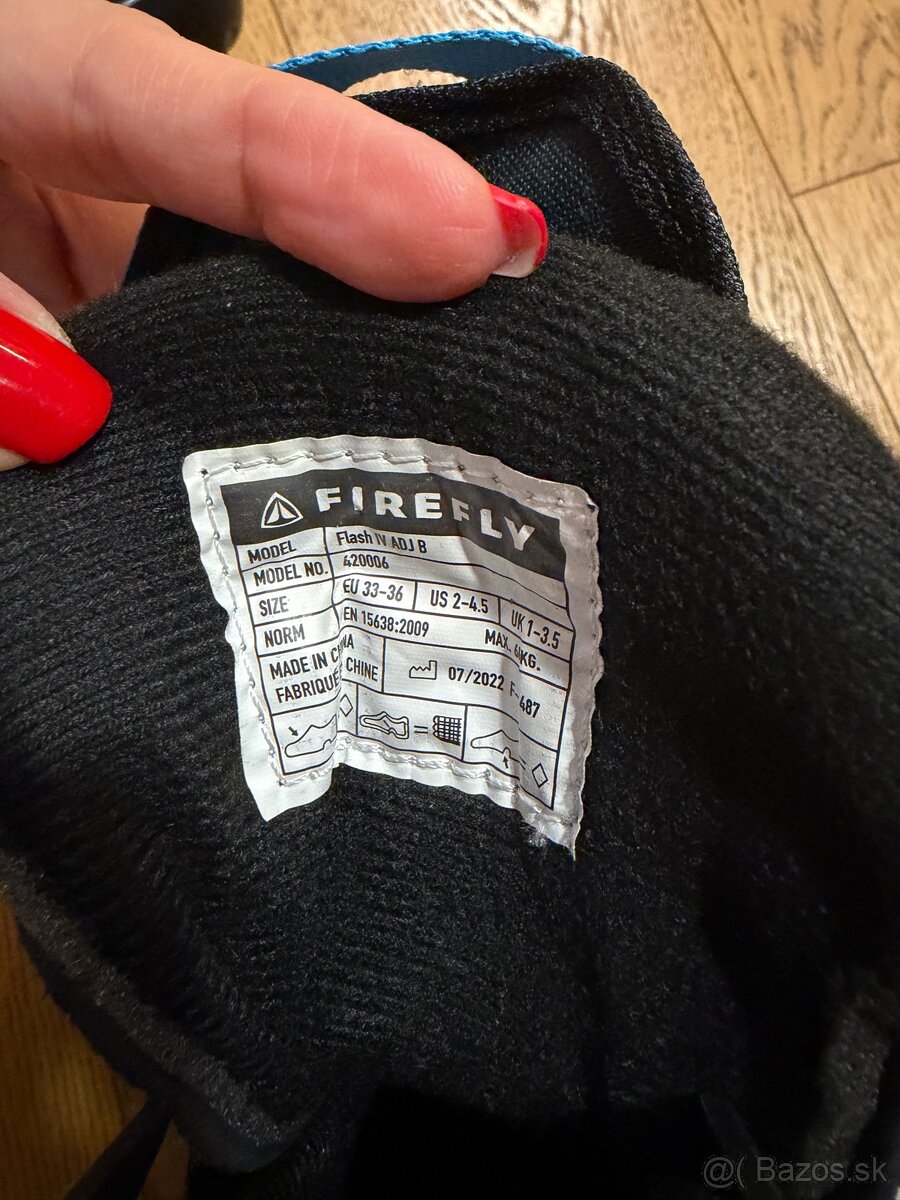 FIREFLY
MODEL Flash IV ADJ B
MODEL NO. 420006
SIZE EU 33-36 US 2-4.5 UK 1-3.5
NORM EN 15638:2009 MAX. KG.
MADE IN CHINA
FABRIQUE CHINE 07/2022
@( Bazos.sk